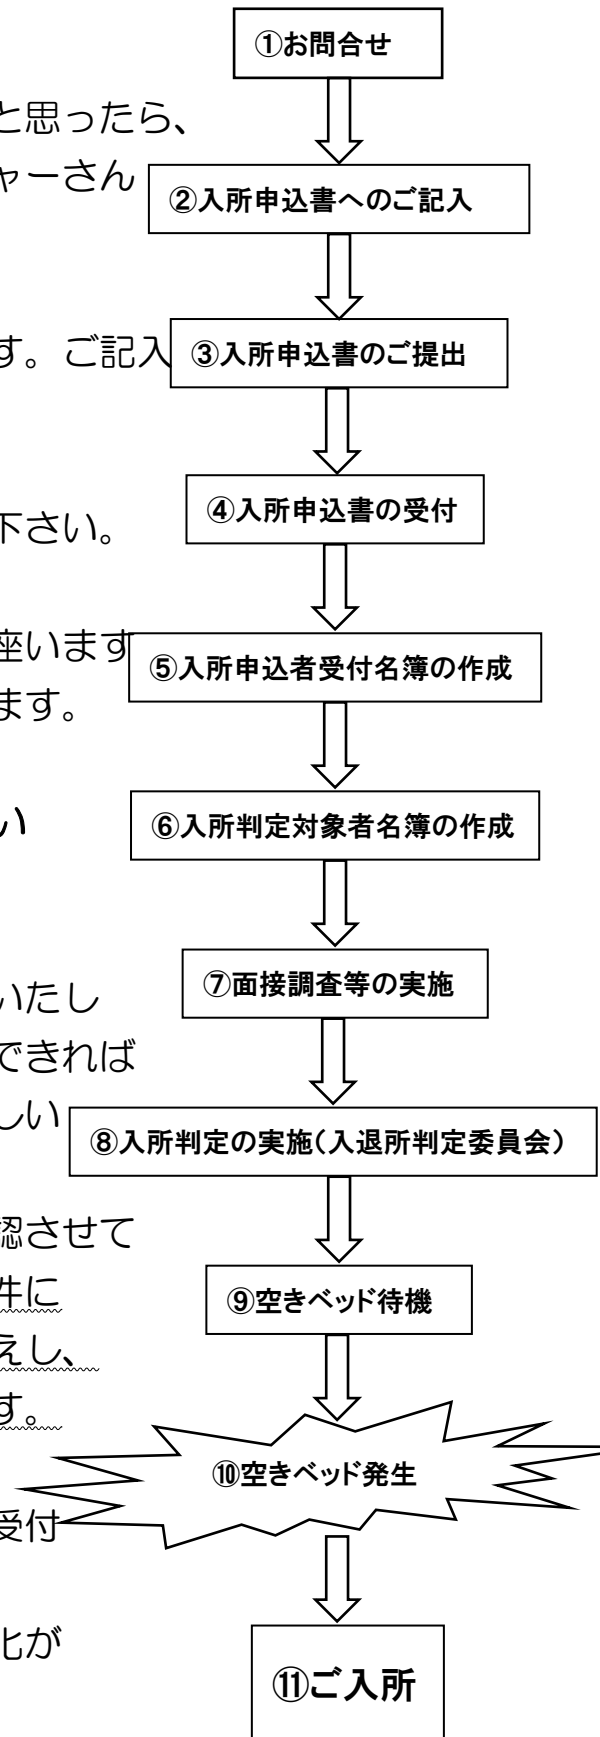 ①お問合せ
と思ったら、
ャーさん
②入所申込書へのご記入
す。ご記入
③入所申込書のご提出
④入所申込書の受付
下さい。
座います
⑤入所申込者受付名簿の作成
ます。
い
⑥入所判定対象者名簿の作成
⑦面接調査等の実施
いたし
できれば
しい
⑧入所判定の実施（入退所判定委員会）
認させて
件に
⑨空きベッド待機
えし、
す。
⑩空きベッド発生
受付
化が
⑪ご入所